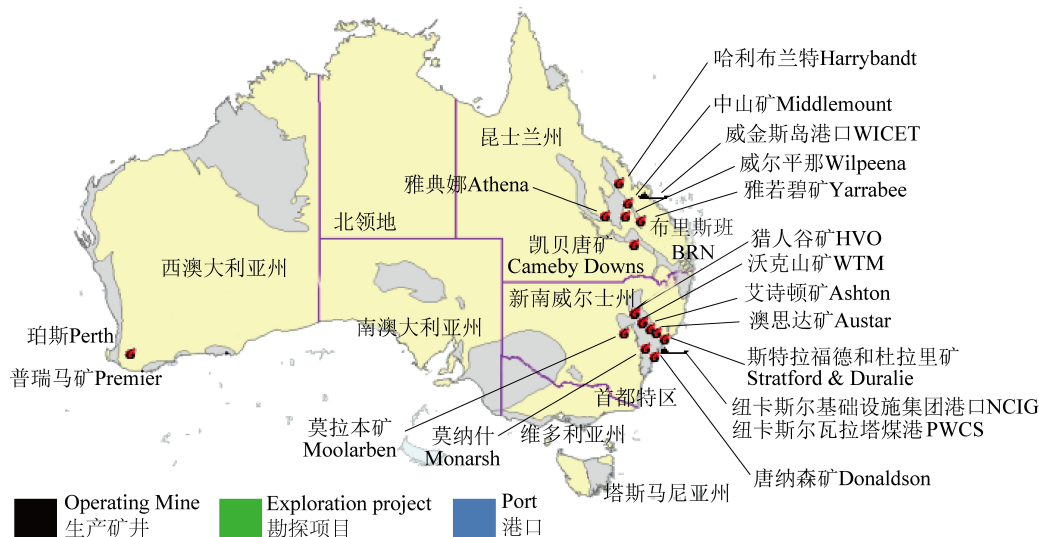 哈利布兰特Harrybandt
中山矿Middlemount
威金斯岛港口WICET
威尔平那Wilpeena
雅若碧矿Yarrabee
昆士兰州
雅典娜Athena
北领地
布里斯班
BRN
凯贝唐矿
Cameby Downs
猎人谷矿HVO
沃克山矿WTM
艾诗顿矿Ashton
澳思达矿Austar
斯特拉福德和杜拉里矿
Stratford & Duralie
西澳大利亚州
新南威尔士州
南澳大利亚州
珀斯Perth
普瑞马矿Premier
首都特区
纽卡斯尔基础设施集团港口NCIG
纽卡斯尔瓦拉塔煤港PWCS
莫拉本矿
Moolarben
莫纳什
Monarsh
维多利亚州
唐纳森矿Donaldson
塔斯马尼亚州
Operating Mine
生产矿井
Exploration project
勘探项目
Port
港口